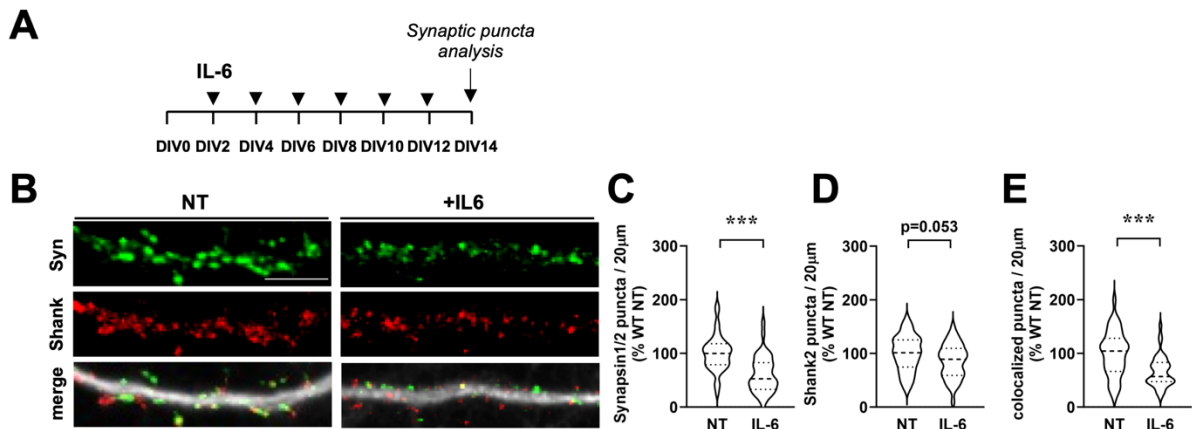 A
Synaptic puncta
analysis
IL-6
DIV0 DIV2 DIV4 DIV6 DIV8 DIV10 DIV12 DIV14
B
NT
+IL6
Syn
Shank
merge
C
Synapsin1/2 puncta / 20μm
(% WT NT)
300
200
100
0
***
NT IL-6
D
Shank2 puncta / 20μm
(% WT NT)
300
200
100
0
p=0.053
NT IL-6
E
colocalized puncta / 20μm
(% WT NT)
300
200
100
0
***
NT IL-6